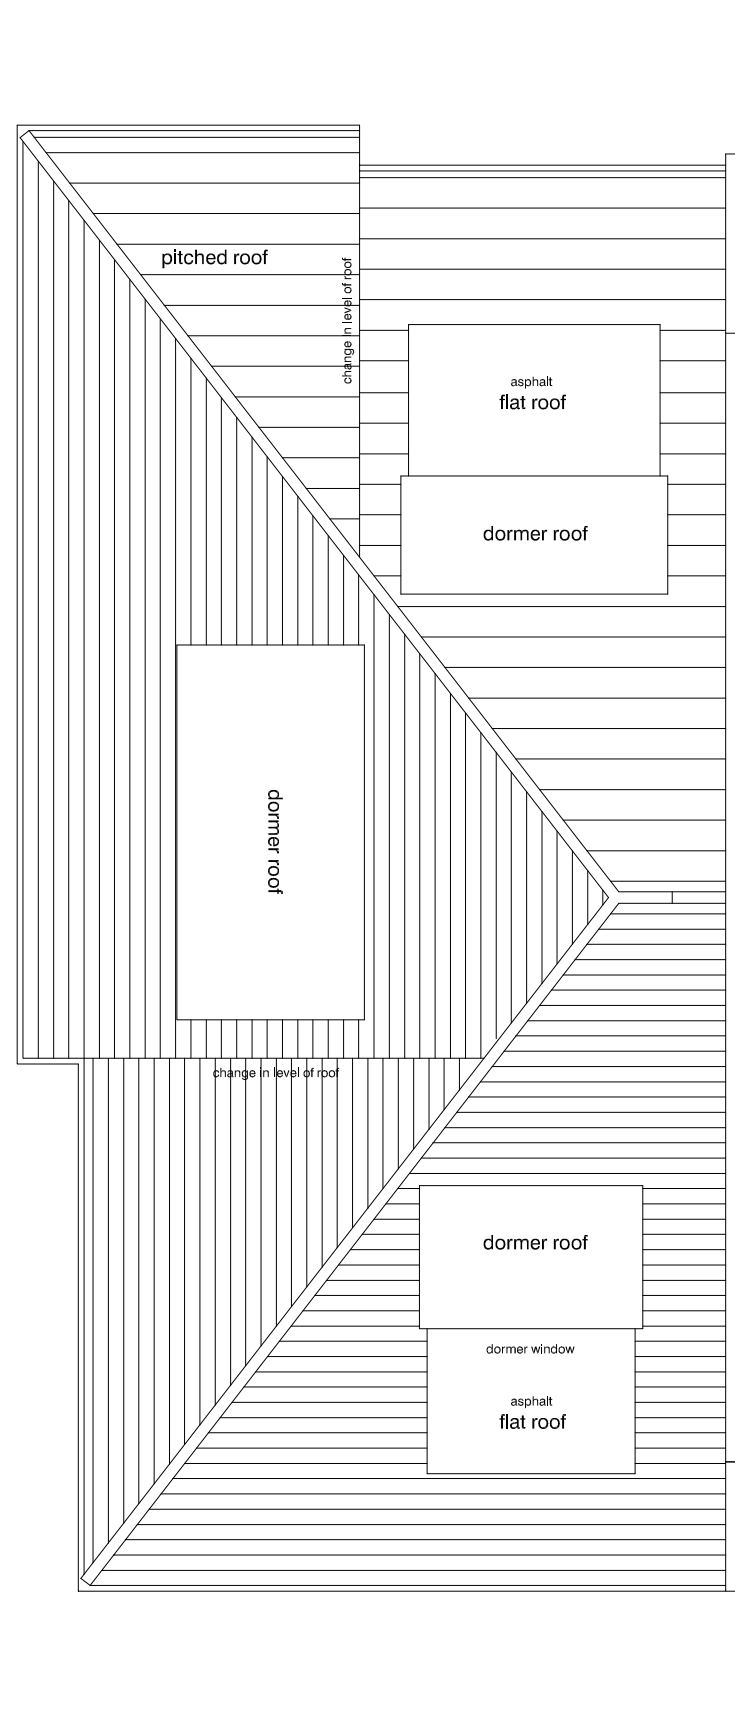 pitched roof
change in level of roof
asphalt
flat roof
dormer roof
dormer roof
change in level of roof
dormer roof
dormer window
asphalt
flat roof